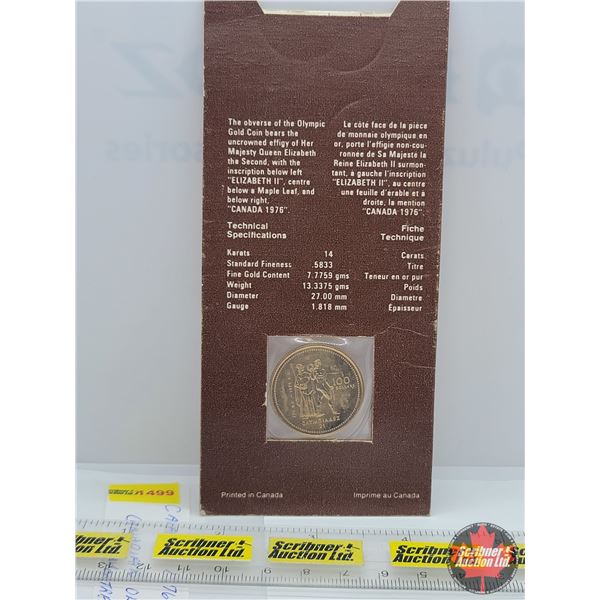 The obverse of the Olympic
Gold Coin bears the
uncrowned effigy of Her
Majesty Queen Elizabeth
the Second, with the
inscription below left
"ELIZABETH II", centre
below a Maple Leaf, and
below right,
"CANADA 1976".
Le côté face de la pièce
de monnaie olympique en
or, porte l'effigie non-cou-
ronnée de Sa Majesté la
Reine Elizabeth II surmon-
tant, à gauche l'inscription
"ELIZABETH II", au centre
une feuille d'érable et à
droite, la mention
"CANADA 1976".
Technical
Specifications
Fiche
Technique
Karats 14 Carats
Standard Fineness .5833 Titre
Fine Gold Content 7.7759 gms Teneur en or pur
Weight 13.3375 gms Poids
Diameter 27.00 mm Diametre
Gauge 1.818 mm Épaisseur
100
DOLLARS
Printed in Canada
Imprimé au Canada
499
Scribner
Auction Ltd.
Scribner
Auction Ltd.
Scribner
Auction Ltd.
Scribner
Auction Ltd.